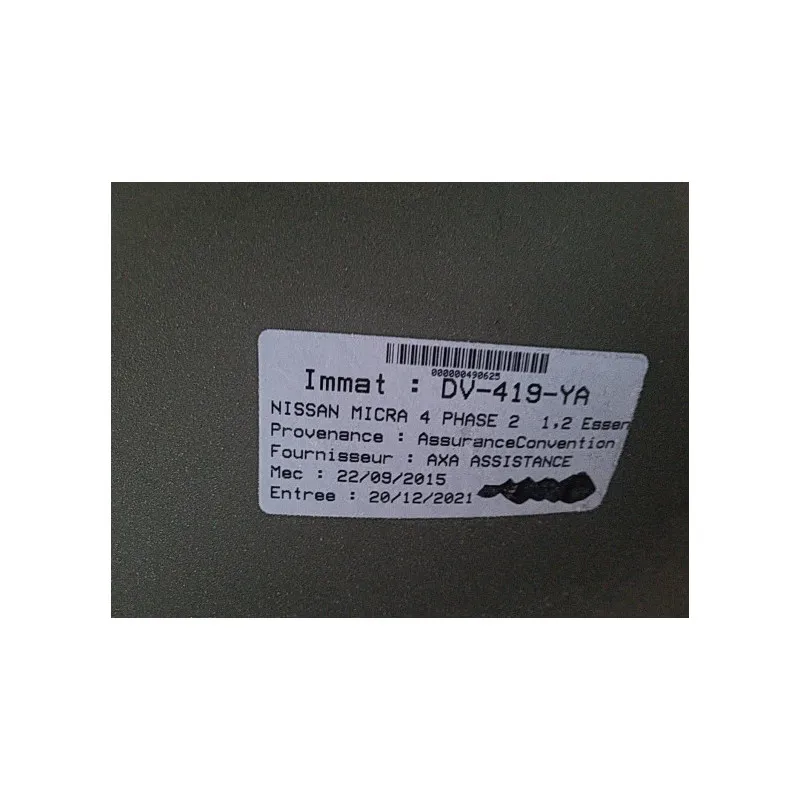 000000490625
Immat : DV-419-YA
NISSAN MICRA 4 PHASE 2 1,2 Essen
Provenance : AssuranceConvention
Fournisseur : AXA ASSISTANCE
Mec : 22/09/2015
Entree : 20/12/2021